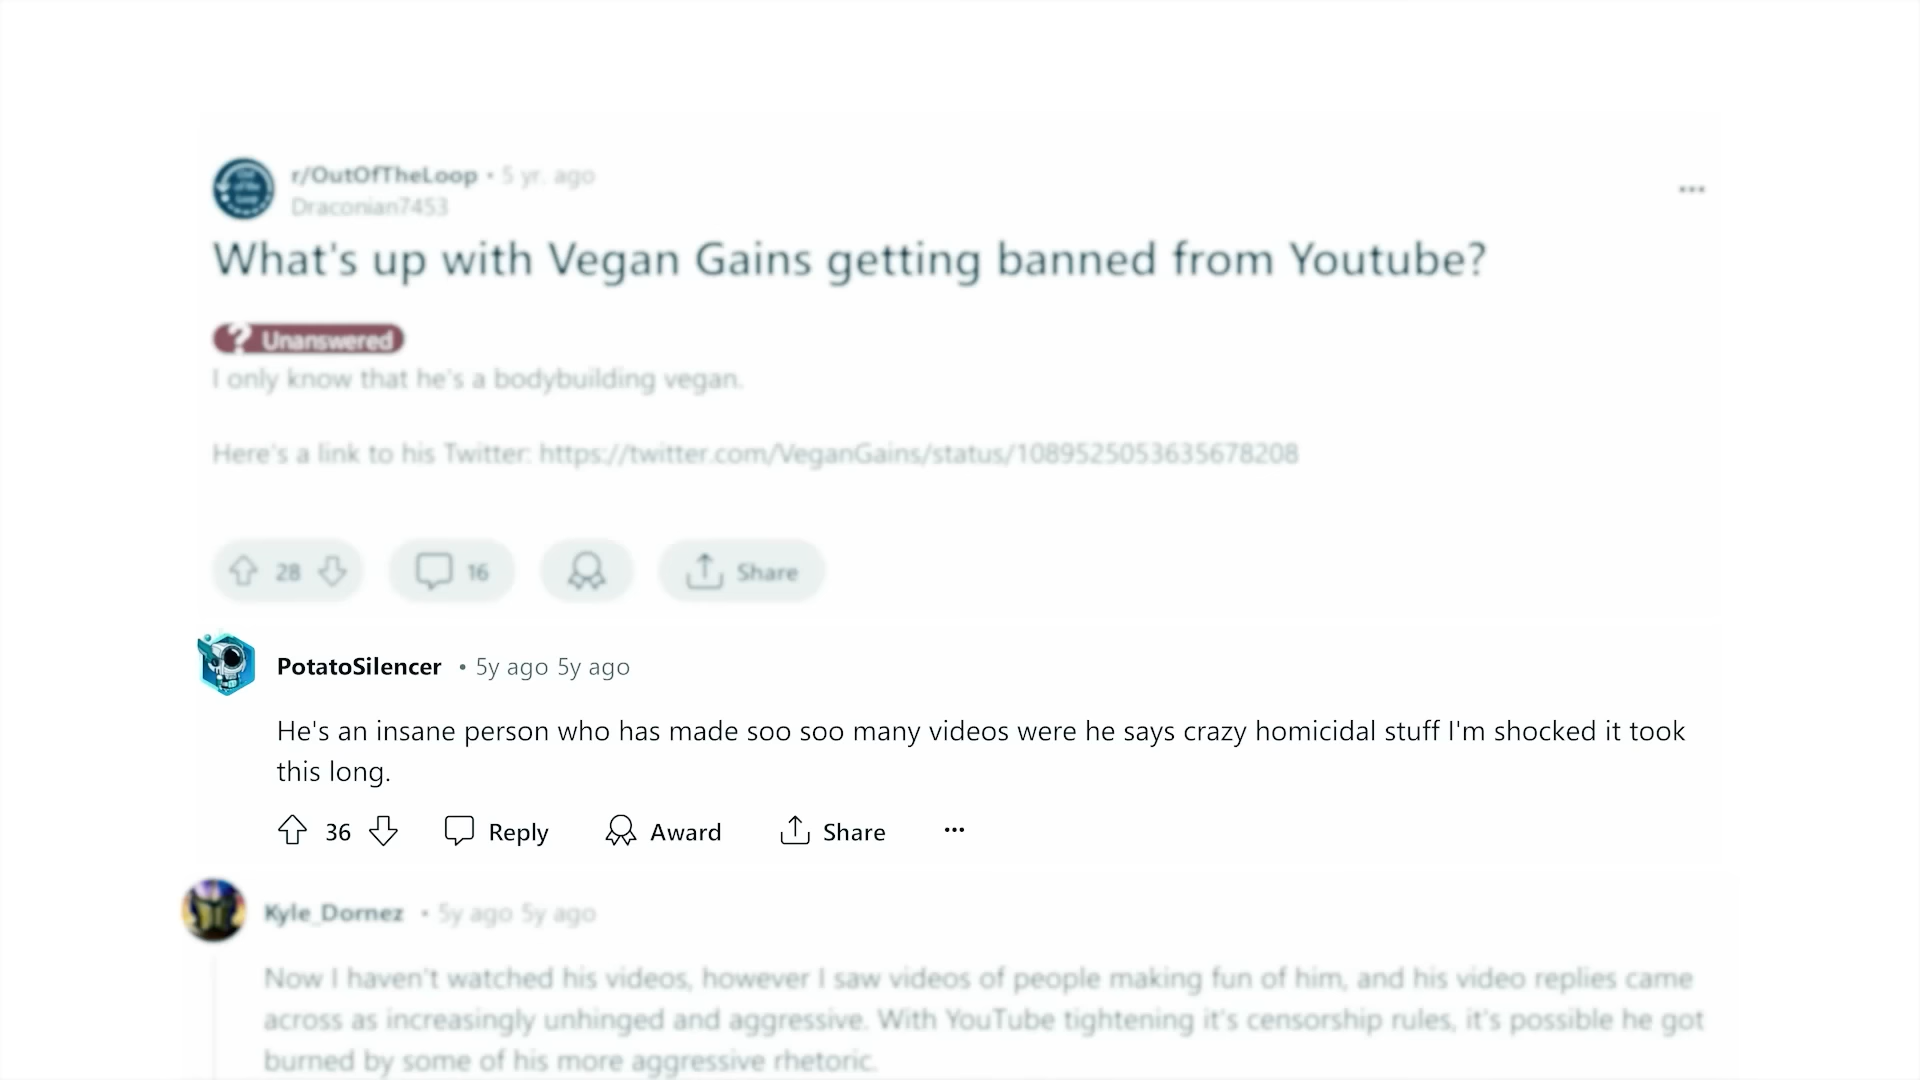 r/OutOfTheLoop • 5 yr. ago
Draconian7453
What's up with Vegan Gains getting banned from Youtube?
? Unanswered
I only know that he's a bodybuilding vegan.
Here's a link to his Twitter: https://twitter.com/VeganGains/status/1089525053635678208
28 16 Share
PotatoSilencer • 5y ago 5y ago
He's an insane person who has made soo soo many videos were he says crazy homicidal stuff I'm shocked it took
this long.
36 Reply Award Share
Kyle_Dornez • 5y ago 5y ago
Now I haven't watched his videos, however I saw videos of people making fun of him, and his video replies came
across as increasingly unhinged and aggressive. With YouTube tightening it's censorship rules, it's possible he got
burned by some of his more aggressive rhetoric.